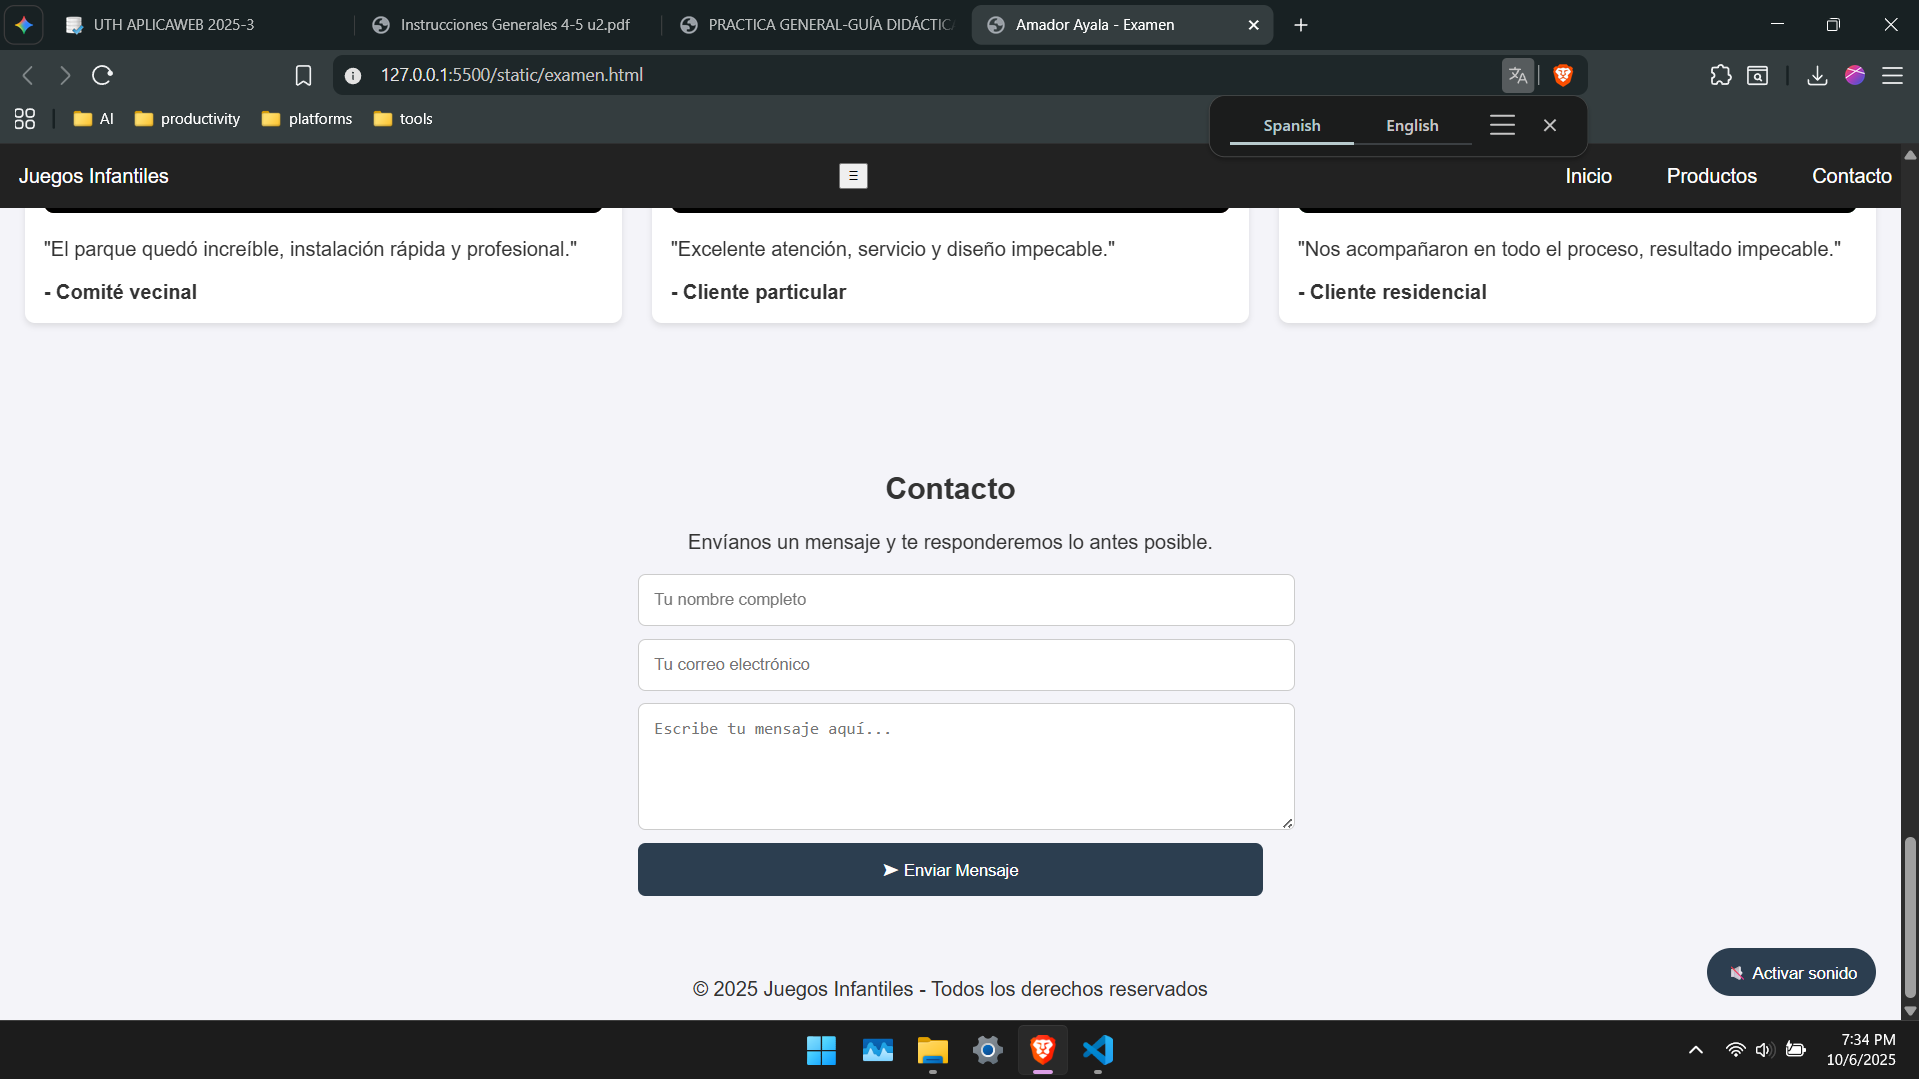 UTH APLICAWEB 2025-3
Instrucciones Generales 4-5 u2.pdf
PRACTICA GENERAL-GUÍA DIDÁCTIC
Amador Ayala - Examen
127.0.0.1:5500/static/examen.html
AI
productivity
platforms
tools
Spanish
English
Juegos Infantiles
☰
Inicio
Productos
Contacto
"El parque quedó increíble, instalación rápida y profesional."
- Comité vecinal
"Excelente atención, servicio y diseño impecable."
- Cliente particular
"Nos acompañaron en todo el proceso, resultado impecable."
- Cliente residencial
Contacto
Envíanos un mensaje y te responderemos lo antes posible.
Tu nombre completo
Tu correo electrónico
Escribe tu mensaje aquí...
➤ Enviar Mensaje
🔇 Activar sonido
© 2025 Juegos Infantiles - Todos los derechos reservados
7:34 PM
10/6/2025